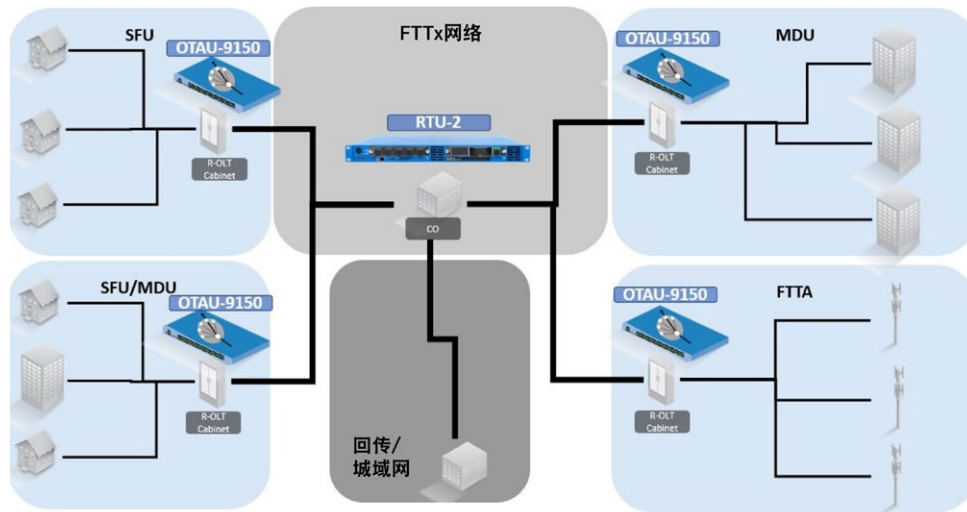 SFU
OTAU-9150
R-OLT
Cabinet
FTTx网络
RTU-2
CO
OTAU-9150
MDU
R-OLT
Cabinet
SFU/MDU
OTAU-9150
R-OLT
Cabinet
回传/
城域网
OTAU-9150
FTTA
R-OLT
Cabinet